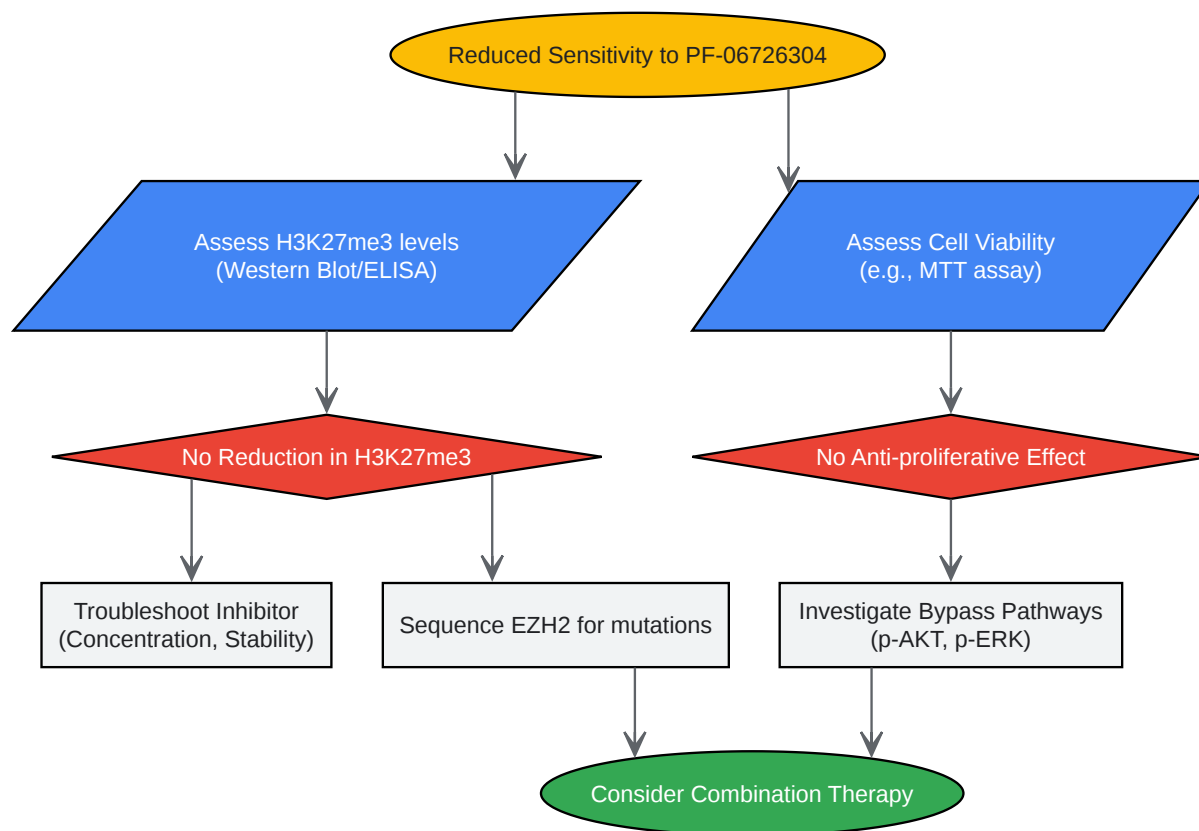 Reduced Sensitivity to PF-06726304
Assess H3K27me3 levels
(Western Blot/ELISA)
Assess Cell Viability
(e.g., MTT assay)
No Reduction in H3K27me3
No Anti-proliferative Effect
Troubleshoot Inhibitor
(Concentration, Stability)
Sequence EZH2 for mutations
Investigate Bypass Pathways
(p-AKT, p-ERK)
Consider Combination Therapy